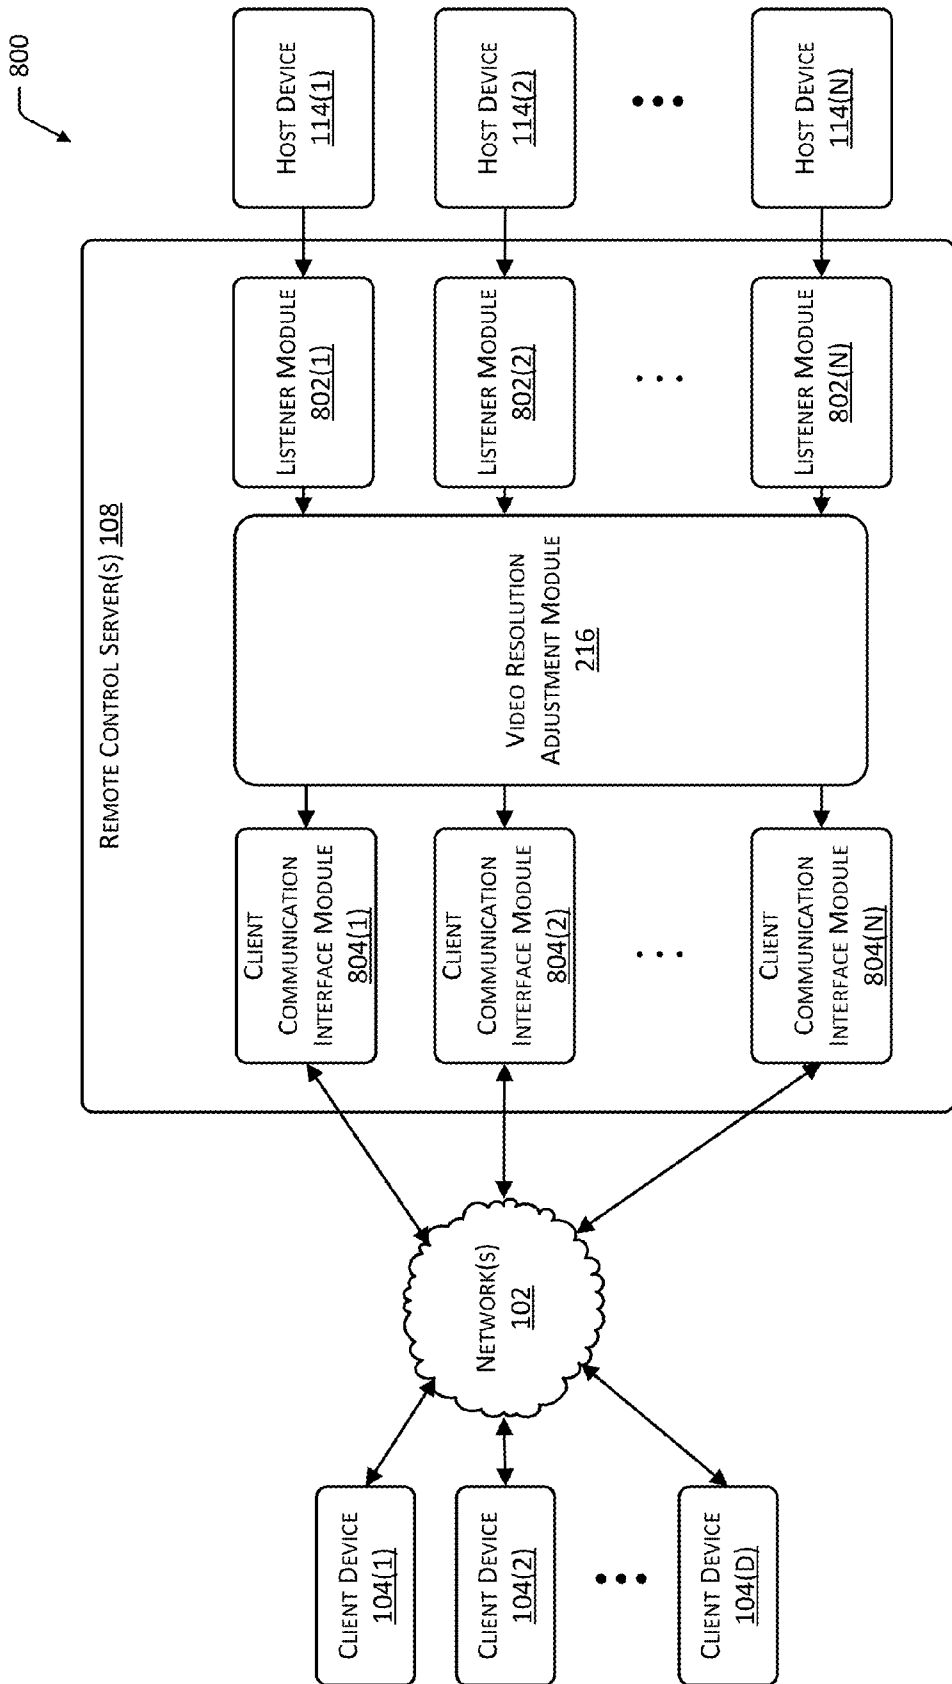 800
REMOTE CONTROL SERVER(S) 108
CLIENT DEVICE
104(1)
CLIENT DEVICE
104(2)
CLIENT DEVICE
104(D)
NETWORK(S)
102
CLIENT
COMMUNICATION
INTERFACE MODULE
804(1)
CLIENT
COMMUNICATION
INTERFACE MODULE
804(2)
CLIENT
COMMUNICATION
INTERFACE MODULE
804(N)
VIDEO RESOLUTION
ADJUSTMENT MODULE
216
LISTENER MODULE
802(1)
LISTENER MODULE
802(2)
LISTENER MODULE
802(N)
HOST DEVICE
114(1)
HOST DEVICE
114(2)
HOST DEVICE
114(N)